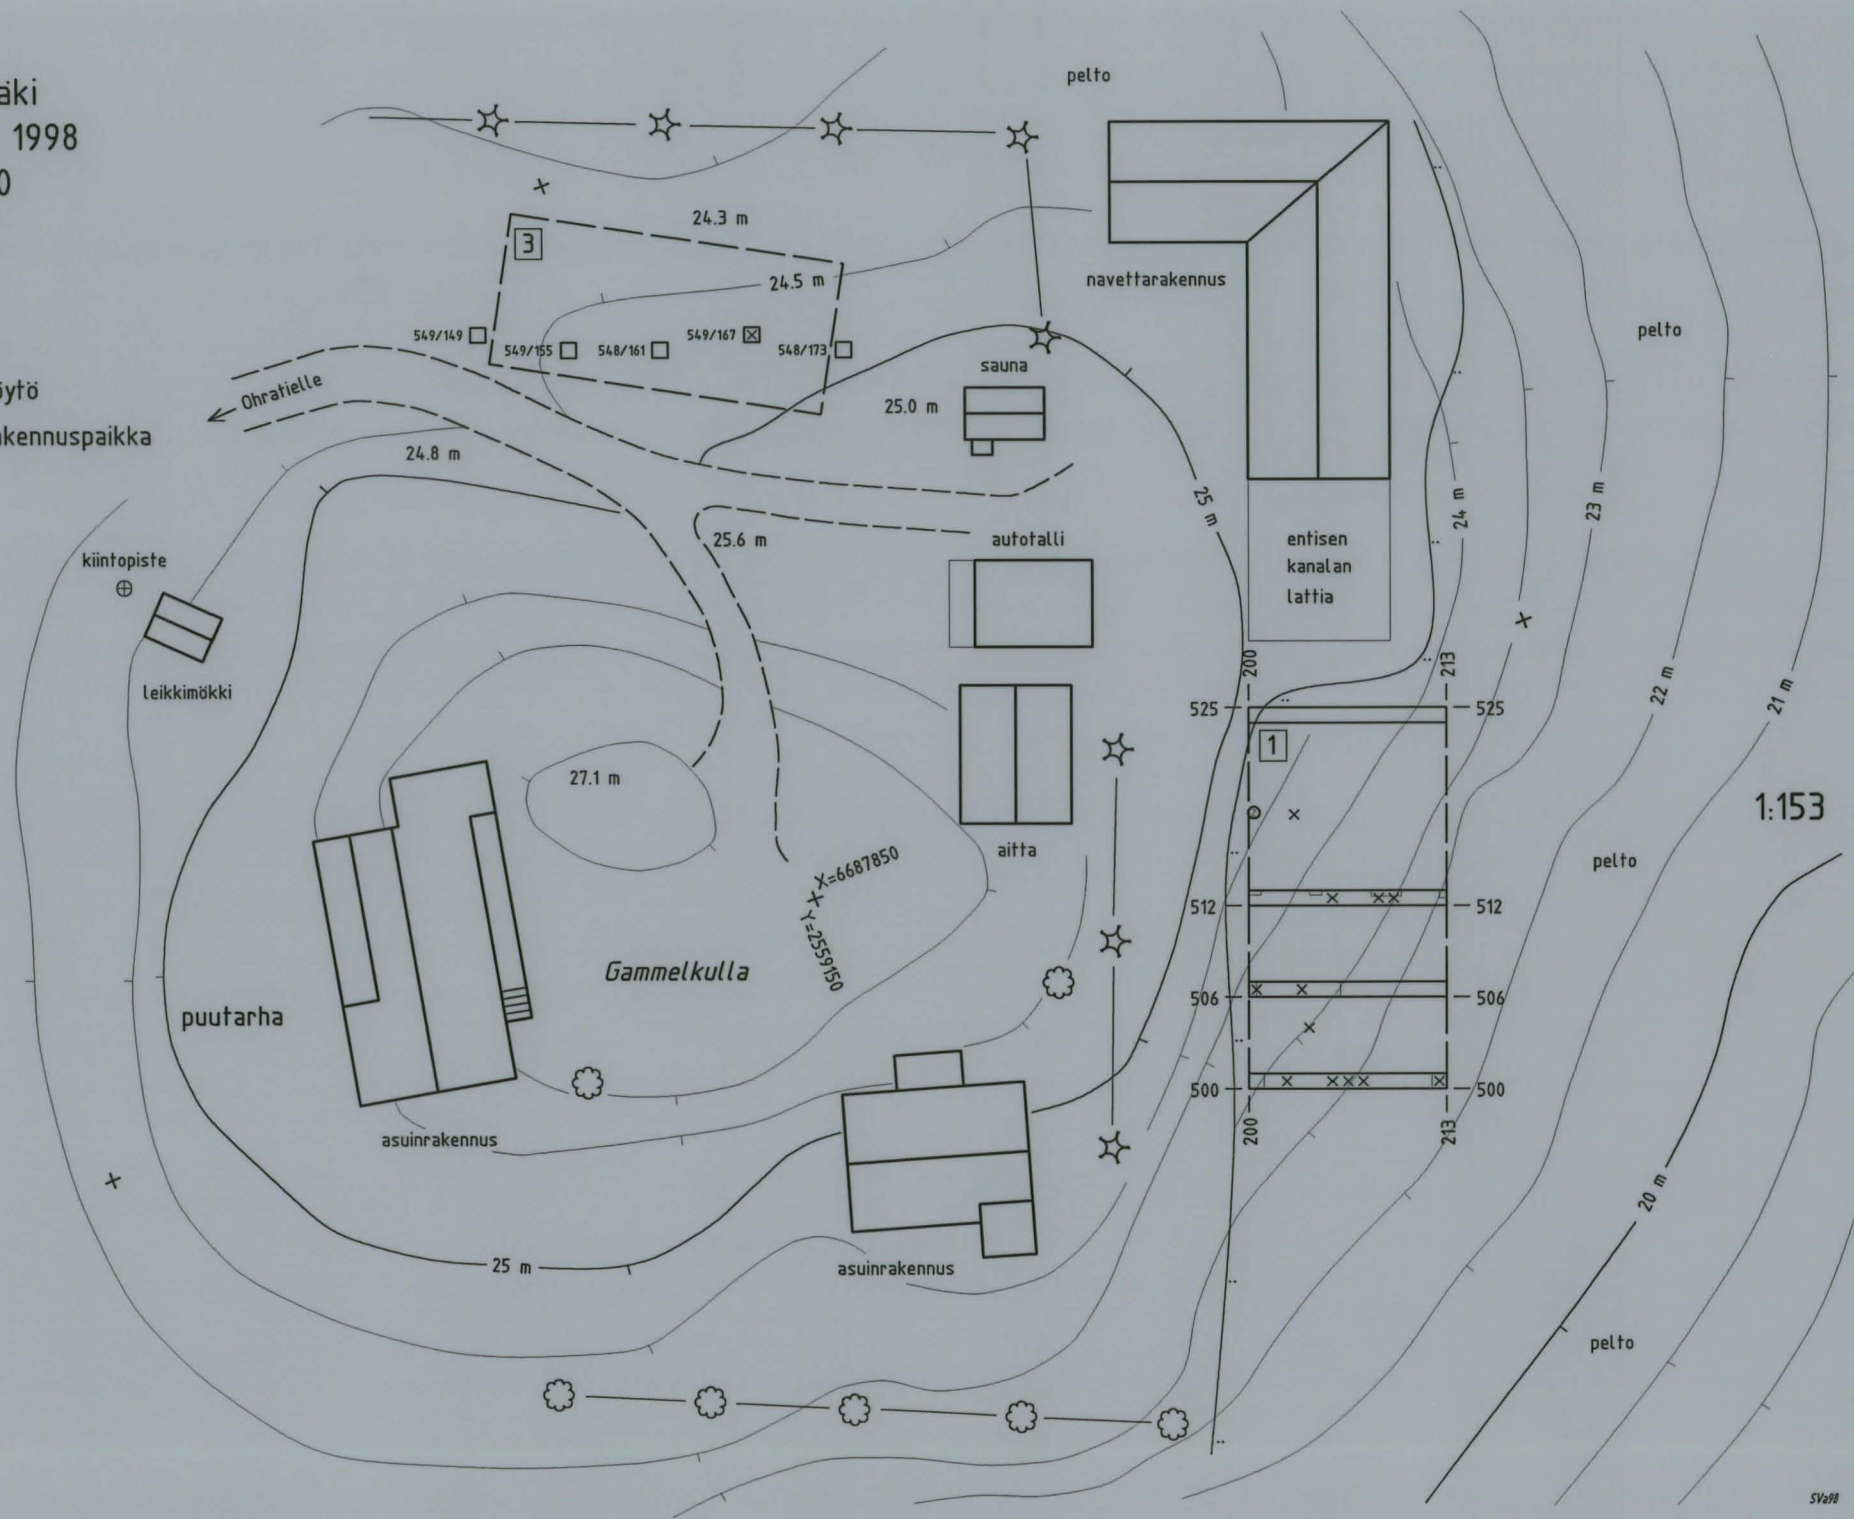 äki
1998
0
öytö
akennuspaikka
pelto
24.3 m
3
24.5 m
navettarakennus
549/149
549/155
548/161
549/167
548/173
pelto
sauna
Ohratielle
25.0 m
24.8 m
25 m
24 m
23 m
25.6 m
autotalli
entisen
kanalan
lattia
kiintopiste
leikkimökki
200
213
22 m
21 m
525
525
1
27.1 m
1:153
aitta
X=6687850
Y=2559150
pelto
512
512
Gammelkulla
506
506
puutarha
500
500
200
213
asuinrakennus
20 m
25 m
asuinrakennus
pelto
SVa98